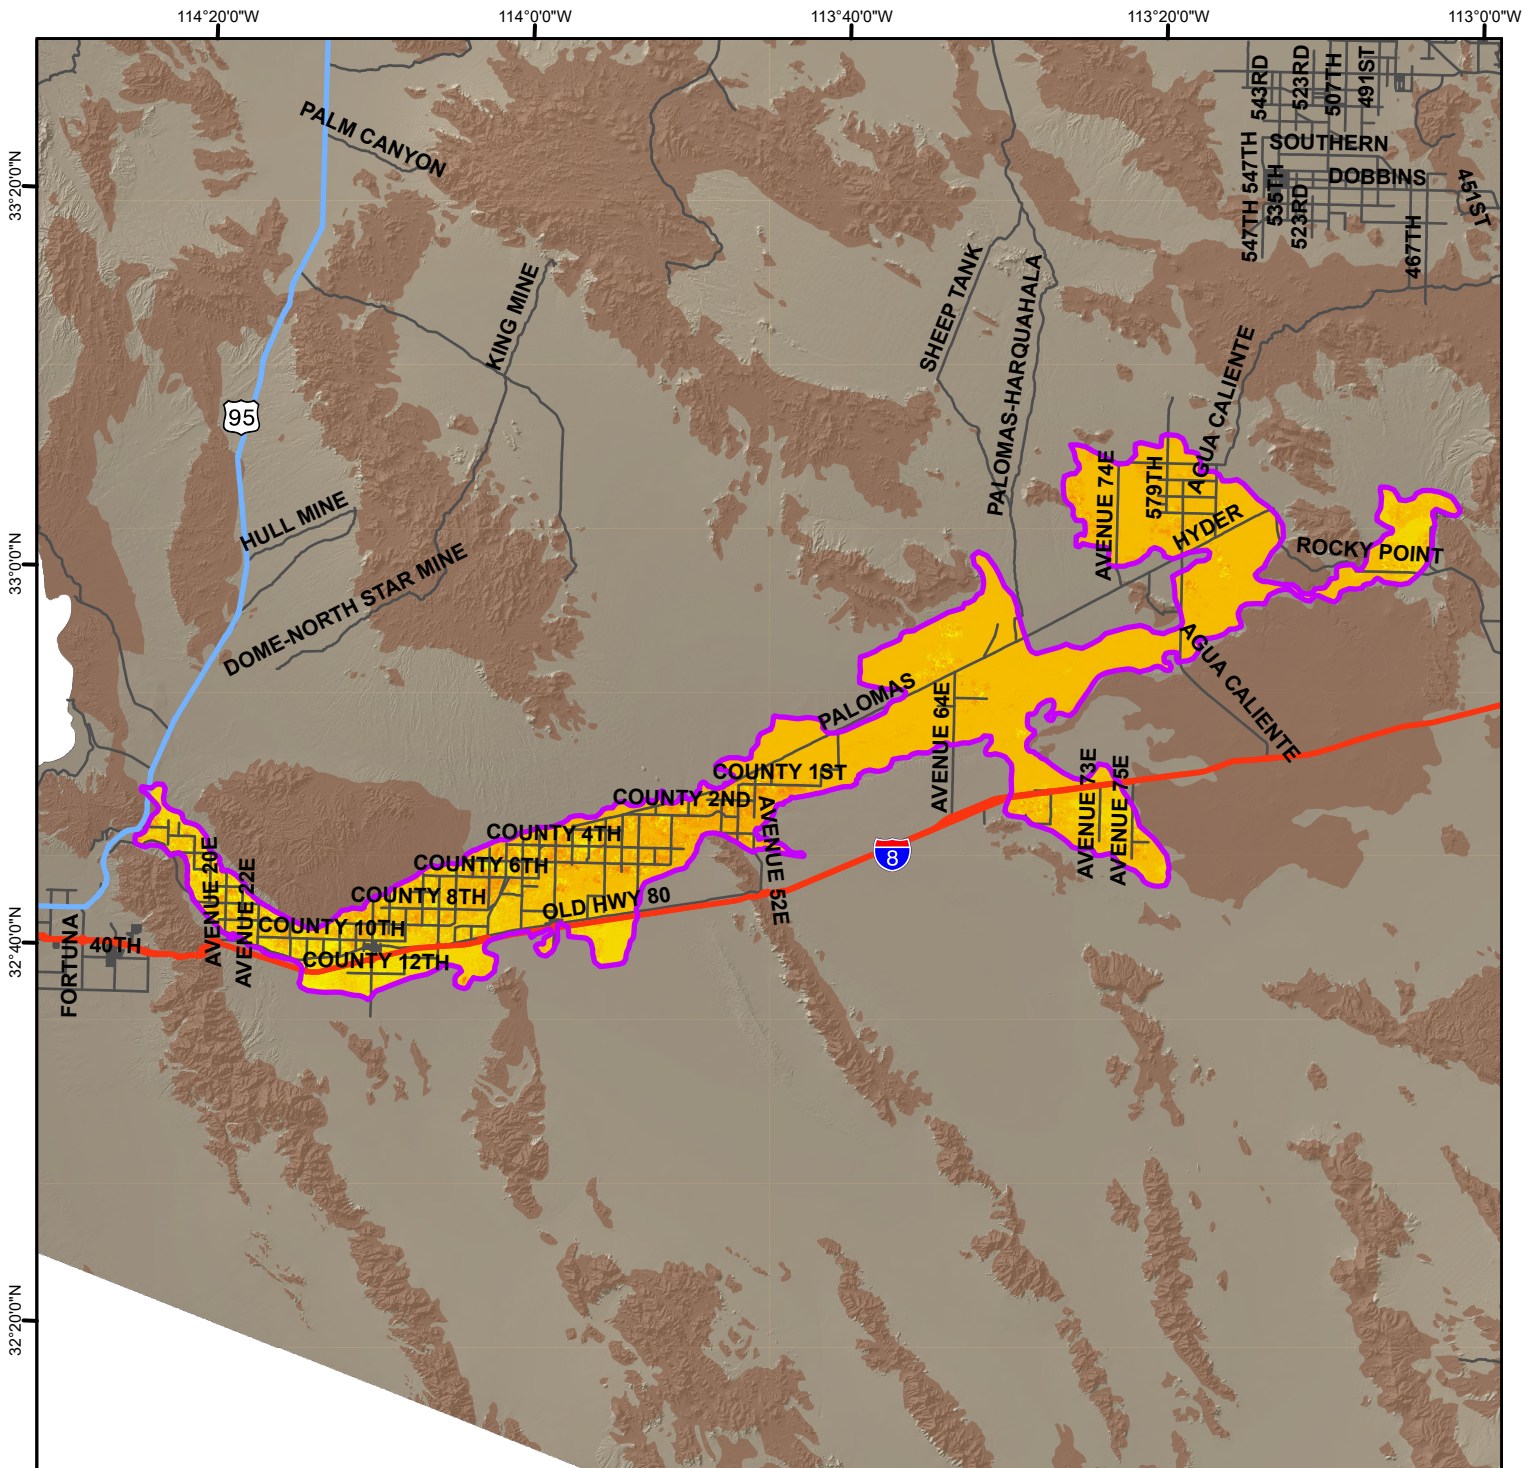 114°20'0"W
114°0'0"W
113°40'0"W
113°20'0"W
113°0'0"W
33°20'0"N
33°0'0"N
32°40'0"N
32°20'0"N
543RD
523RD
507TH
491ST
PALM CANYON
SOUTHERN
547TH
547TH
535TH
523RD
DOBBINS
451ST
467TH
KING MINE
SHEEP TANK
PALOMAS-HARQUAHALA
AGUA CALIENTE
95
AVENUE 74E
579TH
HULL MINE
HYDER
ROCKY POINT
DOME-NORTH STAR MINE
AGUA CALIENTE
PALOMAS
AVENUE 64E
COUNTY 1ST
AVENUE 73E
AVENUE 75E
COUNTY 2ND
AVENUE 52E
COUNTY 4TH
8
COUNTY 6TH
AVENUE 20E
AVENUE 22E
COUNTY 8TH
OLD HWY 80
COUNTY 10TH
FORTUNA
40TH
COUNTY 12TH